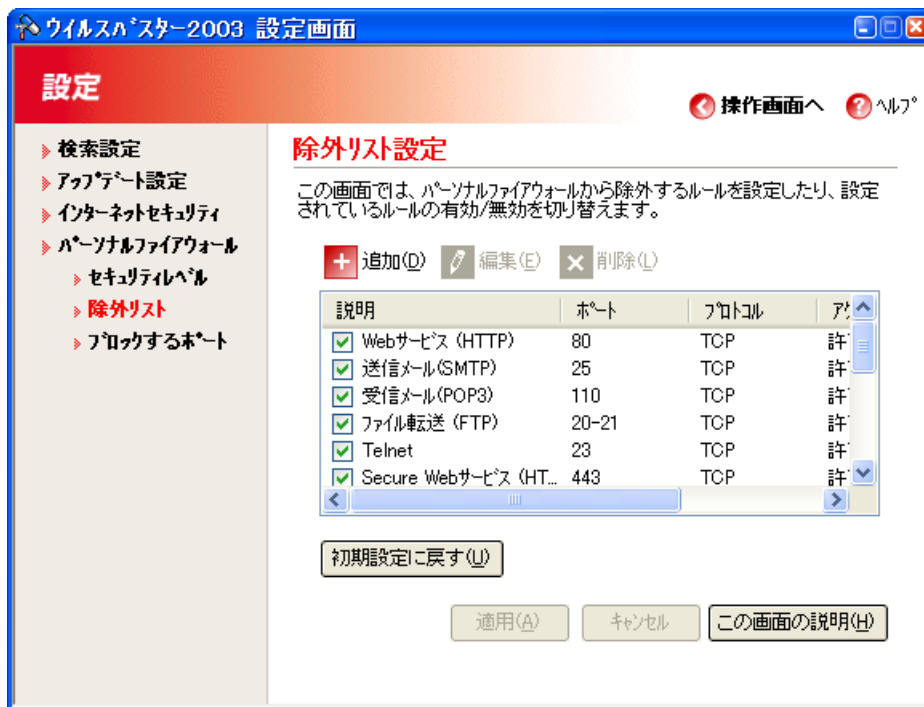 ウイルスバスター2003 設定画面
設定
操作画面へ
ヘルプ
検索設定
アップデート設定
インターネットセキュリティ
パーソナルファイアウォール
セキュリティレベル
除外リスト
ブロックするポート
除外リスト設定
この画面では、パーソナルファイアウォールから除外するルールを設定したり、設定
されているルールの有効/無効を切り替えます。
追加(D) 編集(E) 削除(L)
説明 ポート プロトコル
Webサービス (HTTP) 80 TCP
送信メール(SMTP) 25 TCP
受信メール(POP3) 110 TCP
ファイル転送 (FTP) 20-21 TCP
Telnet 23 TCP
Secure Webサービス (HT... 443 TCP
初期設定に戻す(U)
適用(A) キャンセル この画面の説明(H)